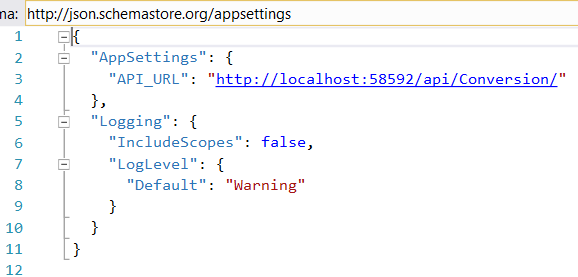 ma: http://json.schemastore.org/appsettings
1 {
2 "AppSettings": {
3 "API_URL": "http://localhost:58592/api/Conversion/"
4 },
5 "Logging": {
6 "IncludeScopes": false,
7 "LogLevel": {
8 "Default": "Warning"
9 }
10 }
11 }
12